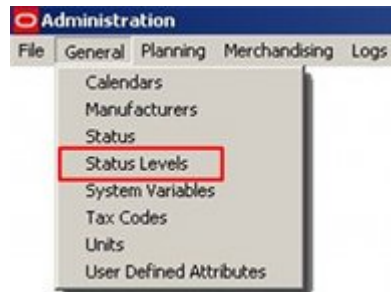 Administration
File General Planning Merchandising Logs
Calendars
Manufacturers
Status
Status Levels
System Variables
Tax Codes
Units
User Defined Attributes